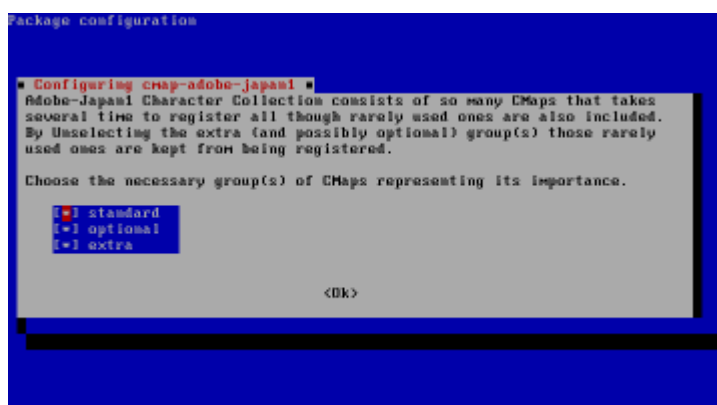 Package configuration
Configuring cmap-adobe-japan1
Adobe-Japan1 Character Collection consists of so many CMaps that takes
several time to register all though rarely used ones are also included.
By Unselecting the extra (and possibly optional) group(s) those rarely
used ones are kept from being registered.
Choose the necessary group(s) of CMaps representing its importance.
[*] standard
[*] optional
[*] extra
<Ok>